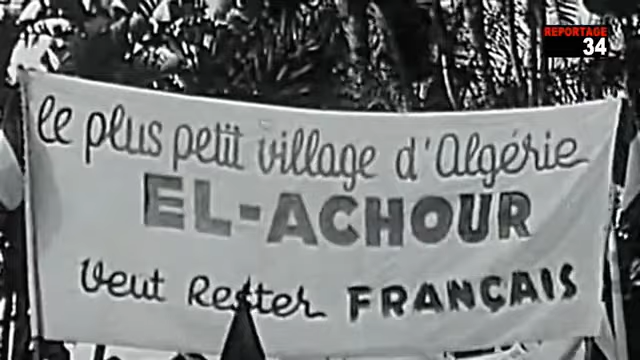 REPORTAGE
34
le plus petit village d'Algérie
EL-ACHOUR
Veut Rester FRANÇAIS